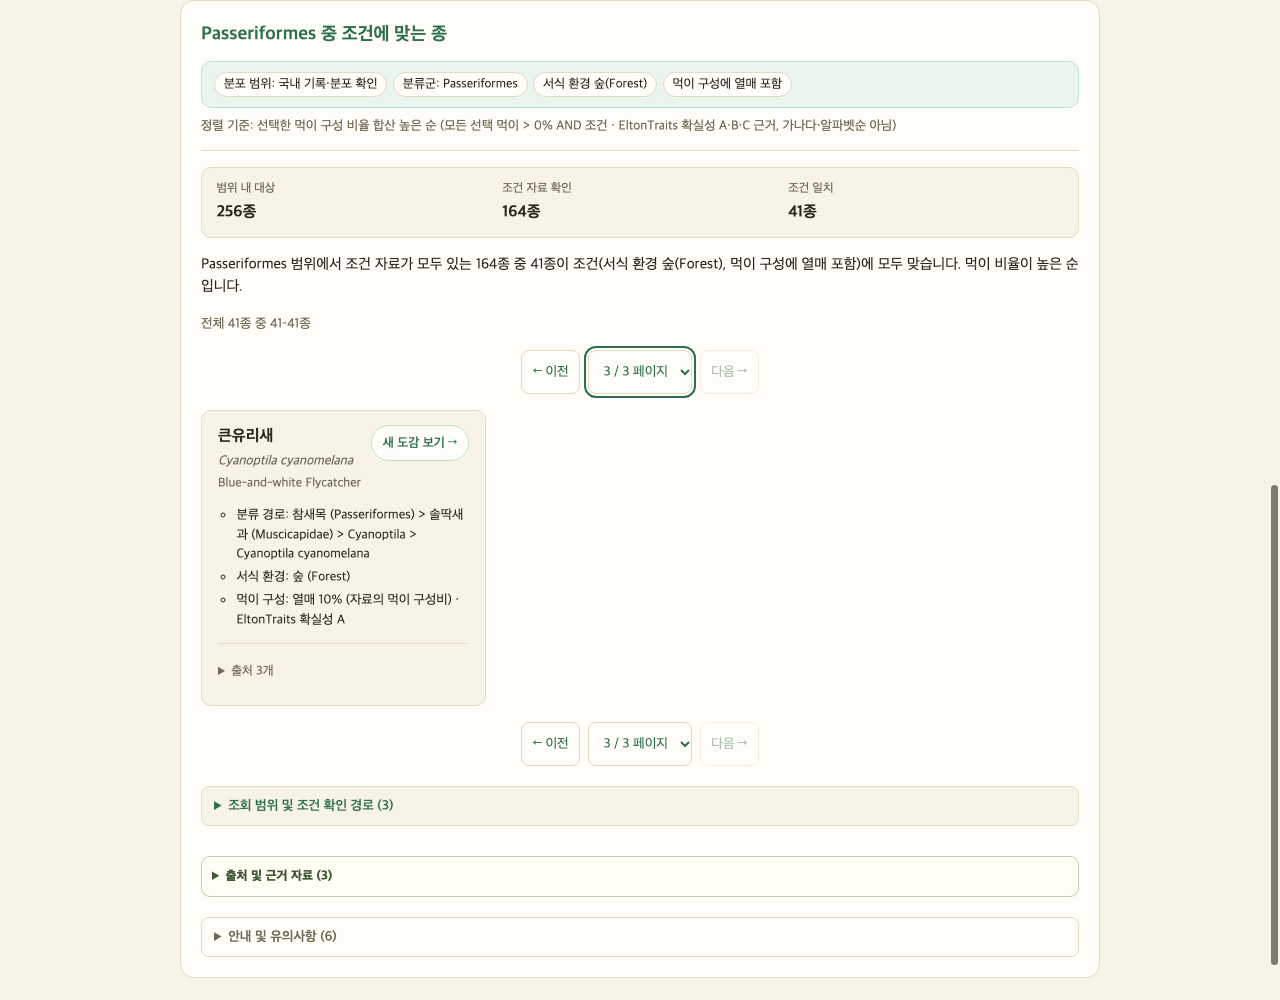 Passeriformes 중 조건에 맞는 종
분포 범위: 국내 기록·분포 확인
분류군: Passeriformes
서식 환경 숲(Forest)
먹이 구성에 열매 포함
정렬 기준: 선택한 먹이 구성 비율 합산 높은 순 (모든 선택 먹이 > 0% AND 조건 · EltonTraits 확실성 A·B·C 근거, 가나다·알파벳순 아님)
범위 내 대상
256종
조건 자료 확인
164종
조건 일치
41종
Passeriformes 범위에서 조건 자료가 모두 있는 164종 중 41종이 조건(서식 환경 숲(Forest), 먹이 구성에 열매 포함)에 모두 맞습니다. 먹이 비율이 높은 순
입니다.
전체 41종 중 41-41종
← 이전
3 / 3 페이지
다음 →
큰유리새
새 도감 보기 →
Cyanoptila cyanomelana
Blue-and-white Flycatcher
분류 경로: 참새목 (Passeriformes) > 솔딱새
과 (Muscicapidae) > Cyanoptila >
Cyanoptila cyanomelana
서식 환경: 숲 (Forest)
먹이 구성: 열매 10% (자료의 먹이 구성비) ·
EltonTraits 확실성 A
▶ 출처 3개
← 이전
3 / 3 페이지
다음 →
▶ 조회 범위 및 조건 확인 경로 (3)
▶ 출처 및 근거 자료 (3)
▶ 안내 및 유의사항 (6)